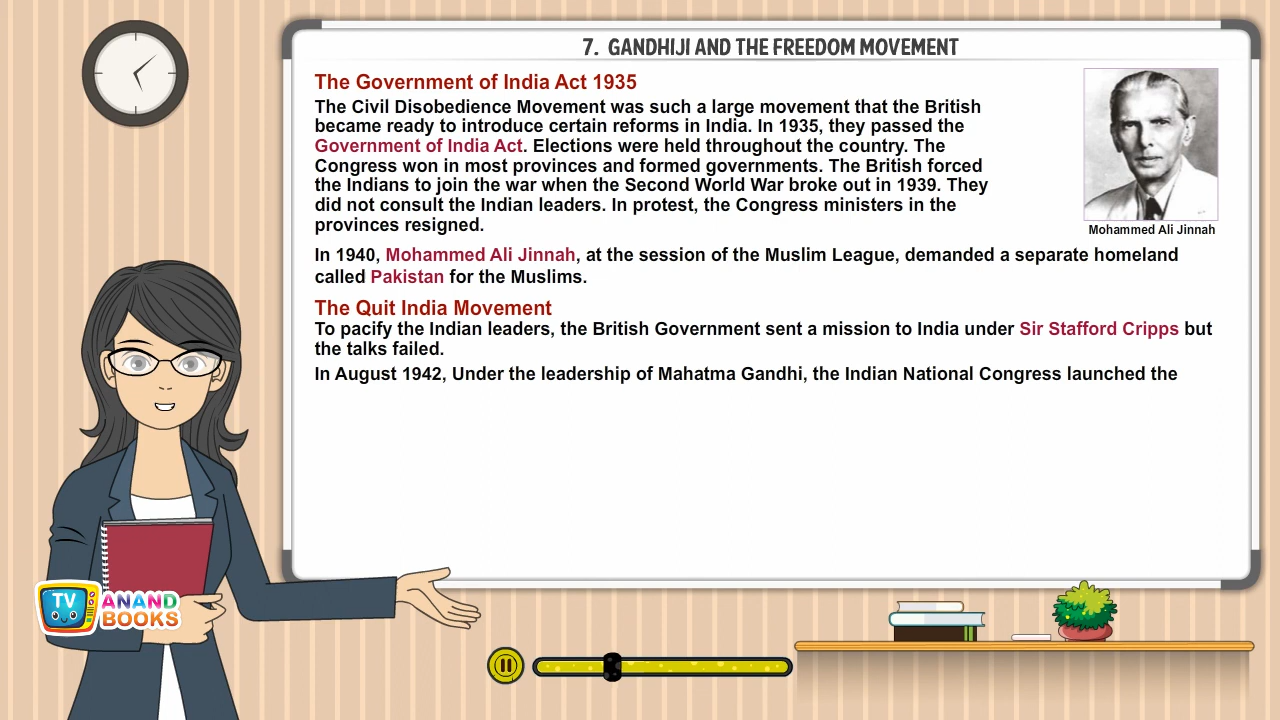 7. GANDHIJI AND THE FREEDOM MOVEMENT
The Government of India Act 1935
The Civil Disobedience Movement was such a large movement that the British
became ready to introduce certain reforms in India. In 1935, they passed the
Government of India Act. Elections were held throughout the country. The
Congress won in most provinces and formed governments. The British forced
the Indians to join the war when the Second World War broke out in 1939. They
did not consult the Indian leaders. In protest, the Congress ministers in the
provinces resigned.
Mohammed Ali Jinnah
In 1940, Mohammed Ali Jinnah, at the session of the Muslim League, demanded a separate homeland
called Pakistan for the Muslims.
The Quit India Movement
To pacify the Indian leaders, the British Government sent a mission to India under Sir Stafford Cripps but
the talks failed.
In August 1942, Under the leadership of Mahatma Gandhi, the Indian National Congress launched the
TV
ANAND
BOOKS